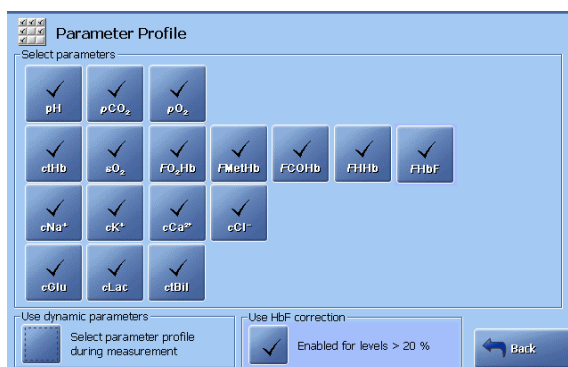 Parameter Profile
Select parameters
pH pCO₂ pO₂
ctHb sO₂ FO₂Hb FMetHb FCOHb FHHb FHbF
cNa⁺ cK⁺ cCa²⁺ cCl⁻
cGlu cLac ctBil
Use dynamic parameters
Select parameter profile
during measurement
Use HbF correction
Enabled for levels > 20 %
Back